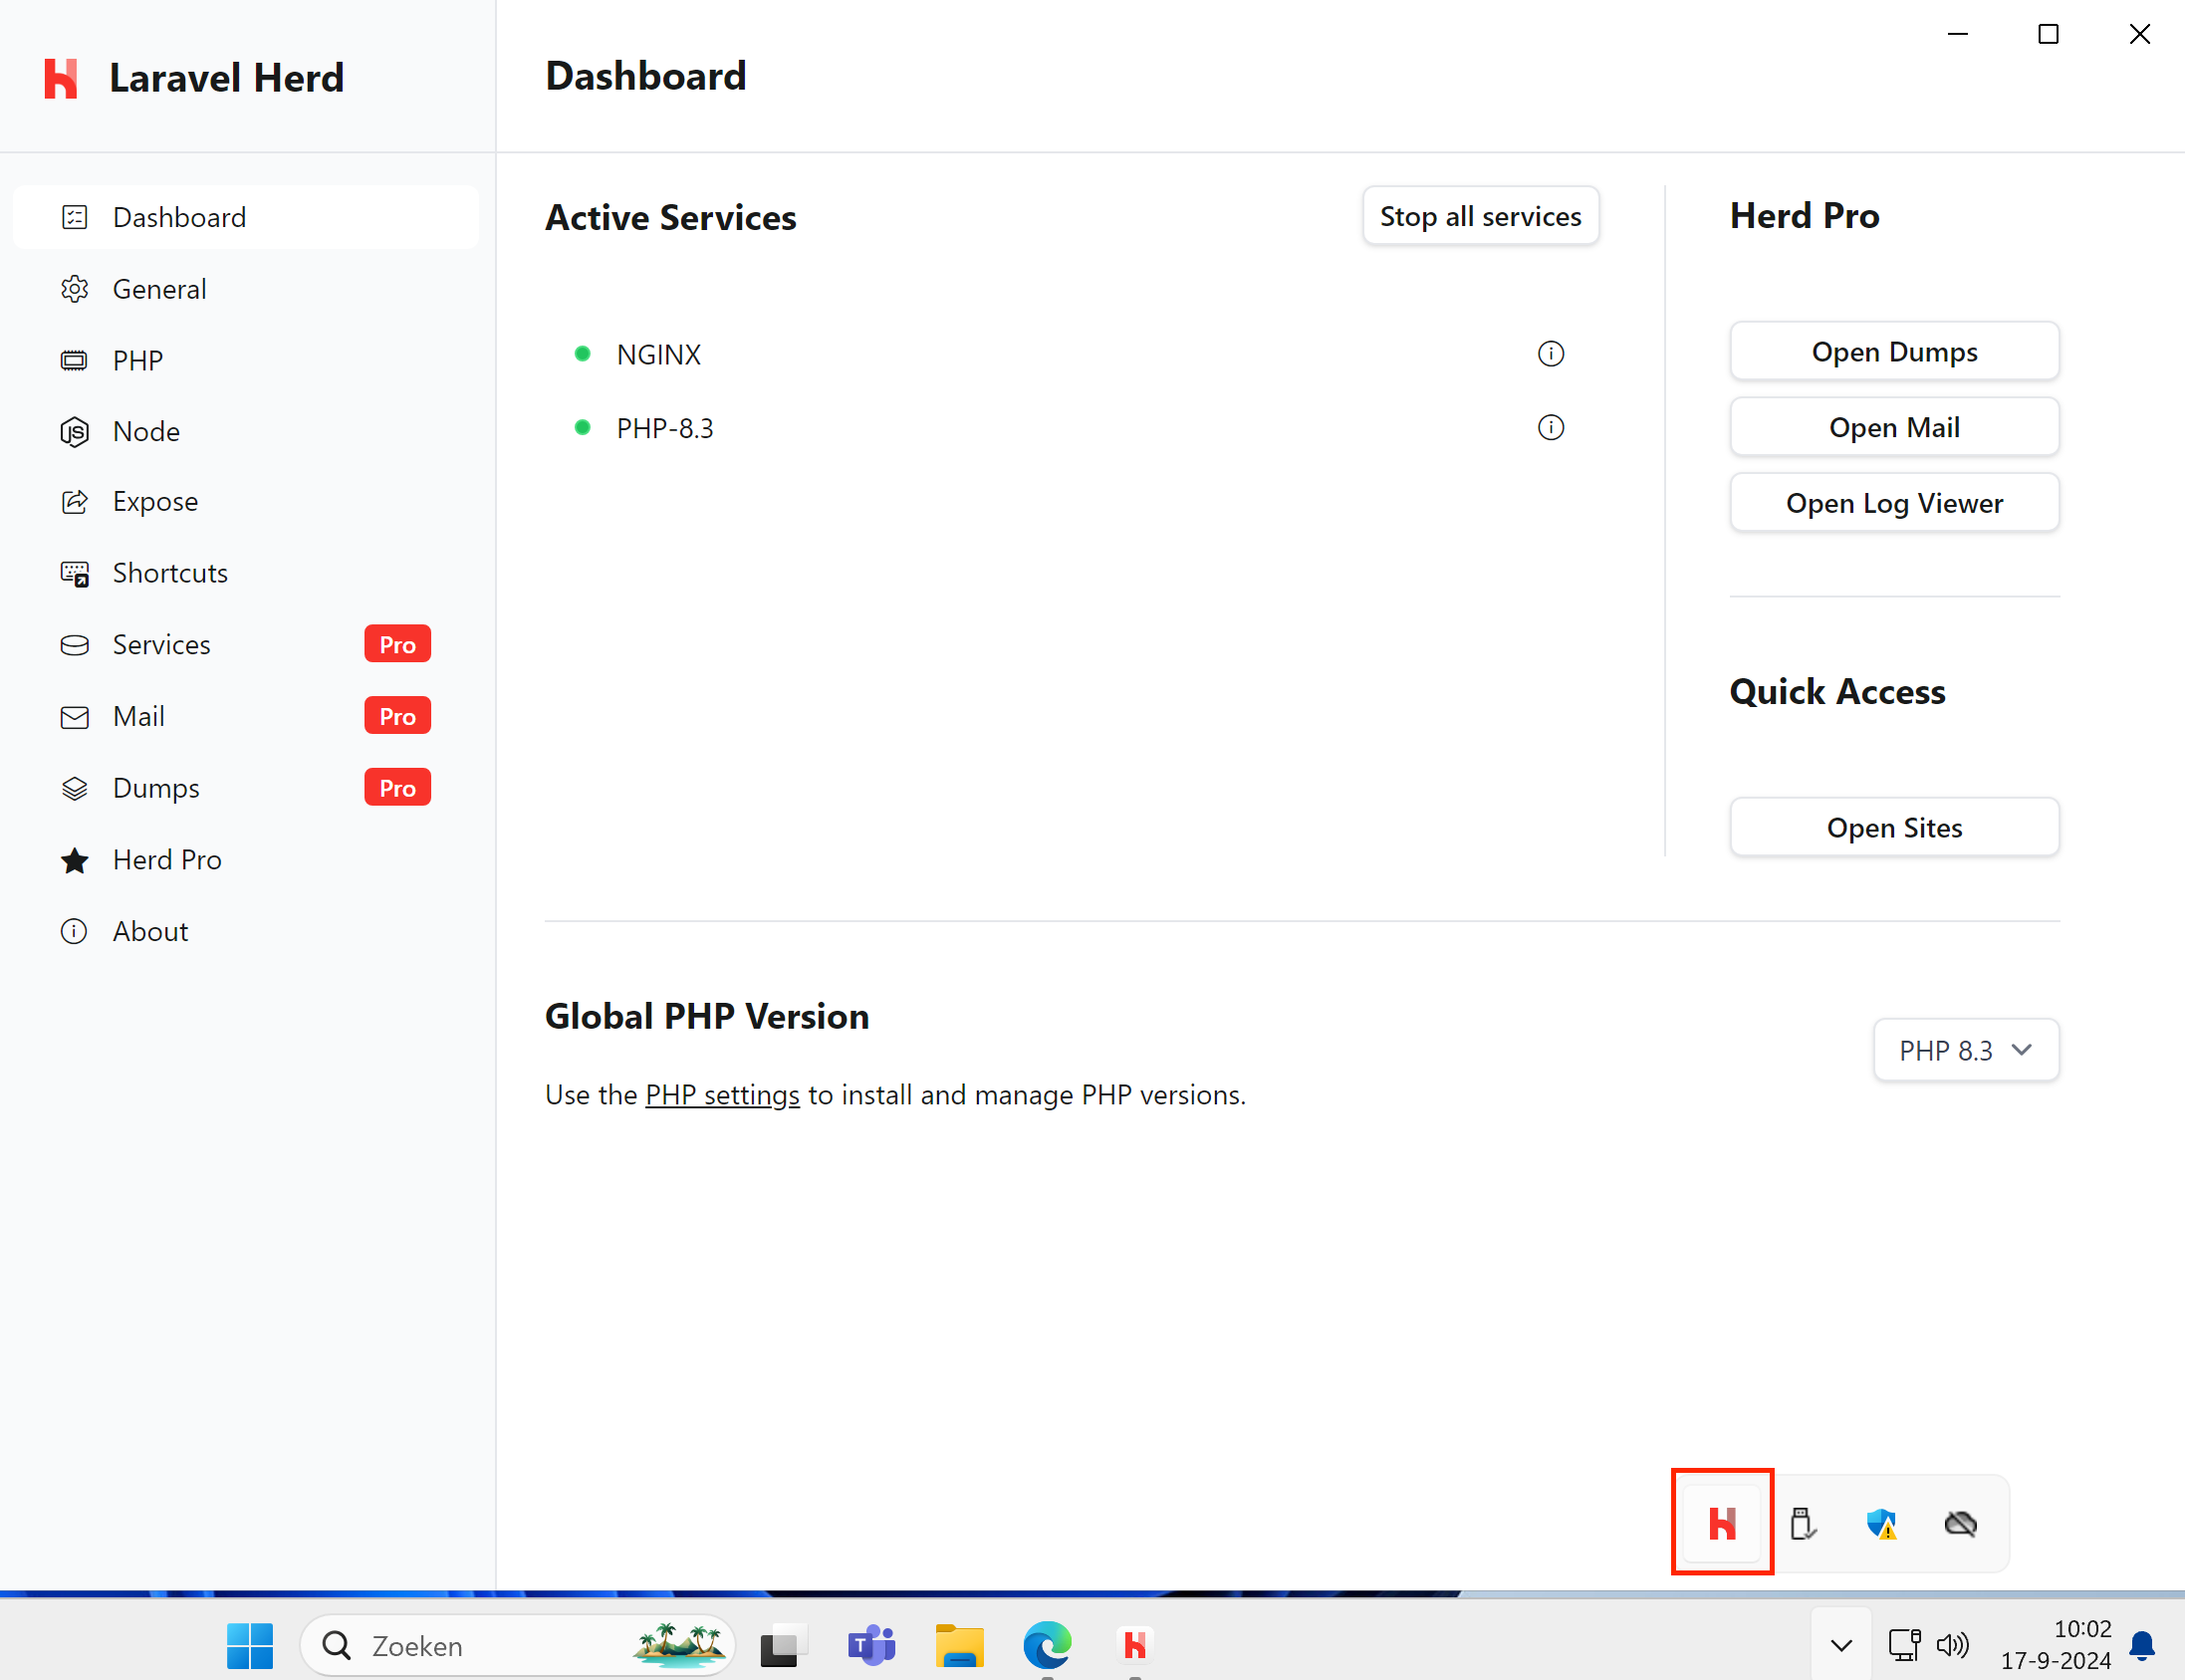 Laravel Herd
Dashboard
Dashboard
General
PHP
Node
Expose
Shortcuts
Services Pro
Mail Pro
Dumps Pro
Herd Pro
About
Active Services
Stop all services
NGINX
PHP-8.3
Herd Pro
Open Dumps
Open Mail
Open Log Viewer
Quick Access
Open Sites
Global PHP Version
PHP 8.3
Use the PHP settings to install and manage PHP versions.
Zoeken
10:02
17-9-2024